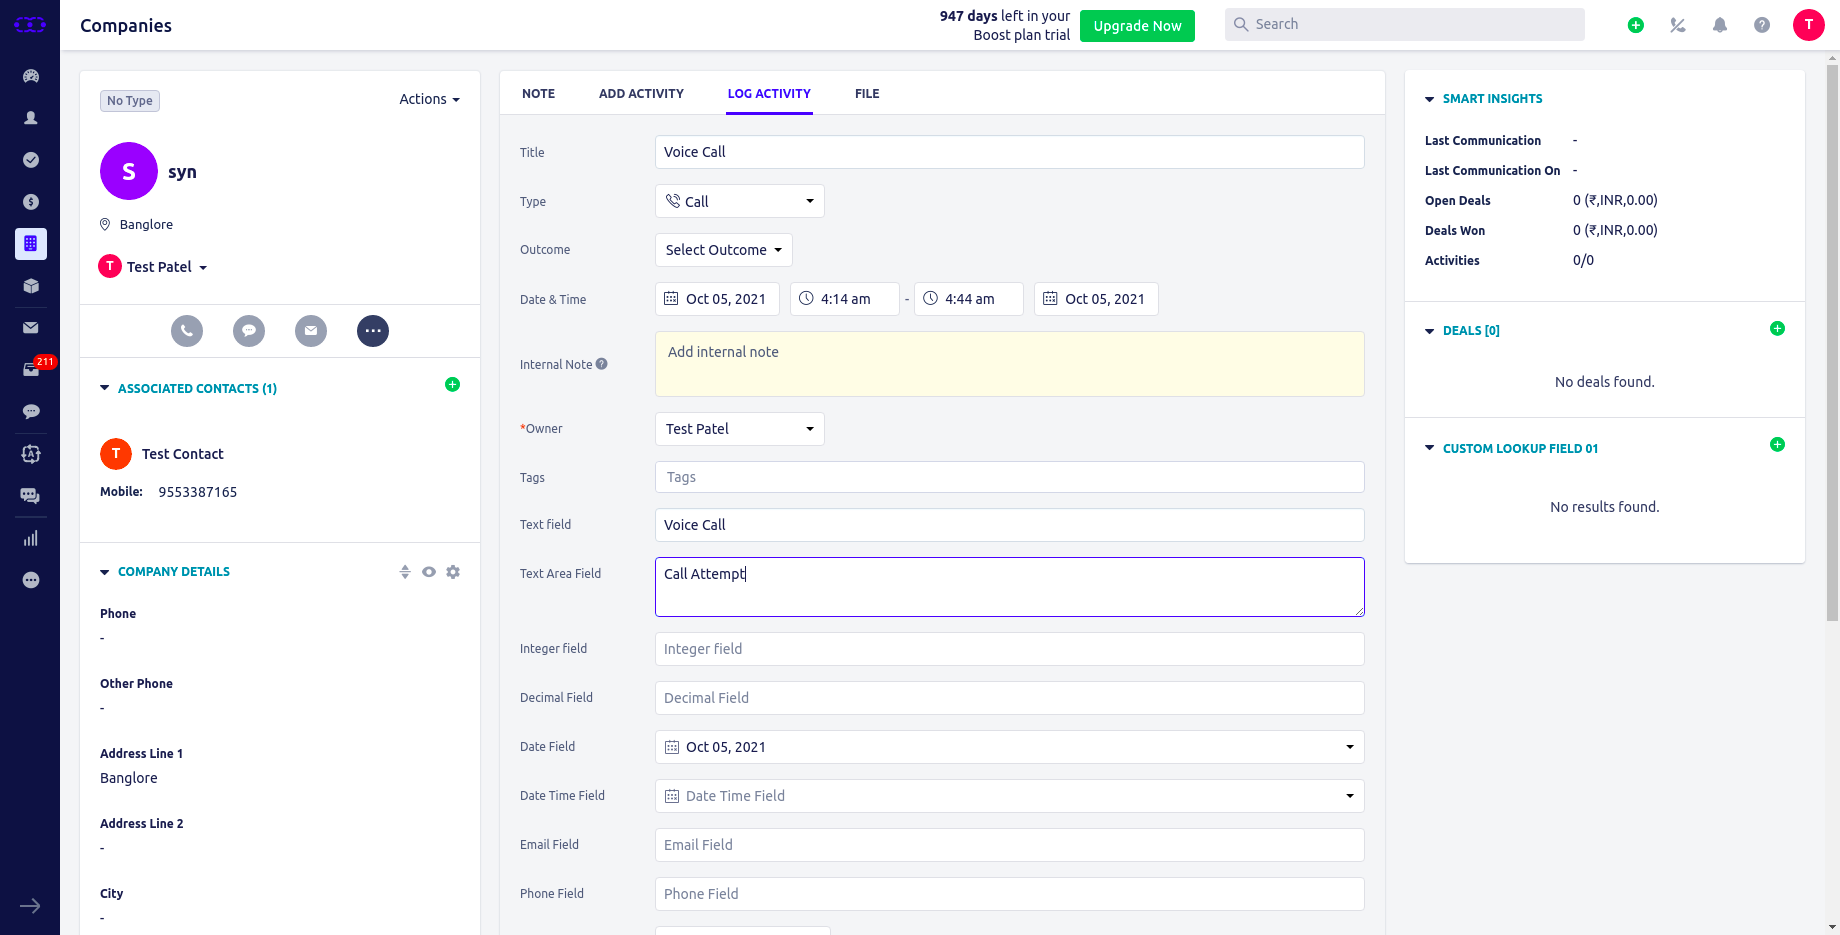 Companies
947 days left in your
Boost plan trial
Upgrade Now
Search
T
211
No Type
Actions
S
syn
Banglore
T
Test Patel
ASSOCIATED CONTACTS (1)
T
Test Contact
Mobile: 9553387165
COMPANY DETAILS
Phone
-
Other Phone
-
Address Line 1
Banglore
Address Line 2
-
City
-
NOTE ADD ACTIVITY LOG ACTIVITY FILE
Title Voice Call
Type Call
Outcome Select Outcome
Date & Time Oct 05, 2021 4:14 am - 4:44 am Oct 05, 2021
Internal Note Add internal note
*Owner Test Patel
Tags Tags
Text field Voice Call
Text Area Field Call Attempt
Integer field Integer field
Decimal Field Decimal Field
Date Field Oct 05, 2021
Date Time Field Date Time Field
Email Field Email Field
Phone Field Phone Field
SMART INSIGHTS
Last Communication -
Last Communication On -
Open Deals 0 (₹,INR,0.00)
Deals Won 0 (₹,INR,0.00)
Activities 0/0
DEALS [0]
No deals found.
CUSTOM LOOKUP FIELD 01
No results found.